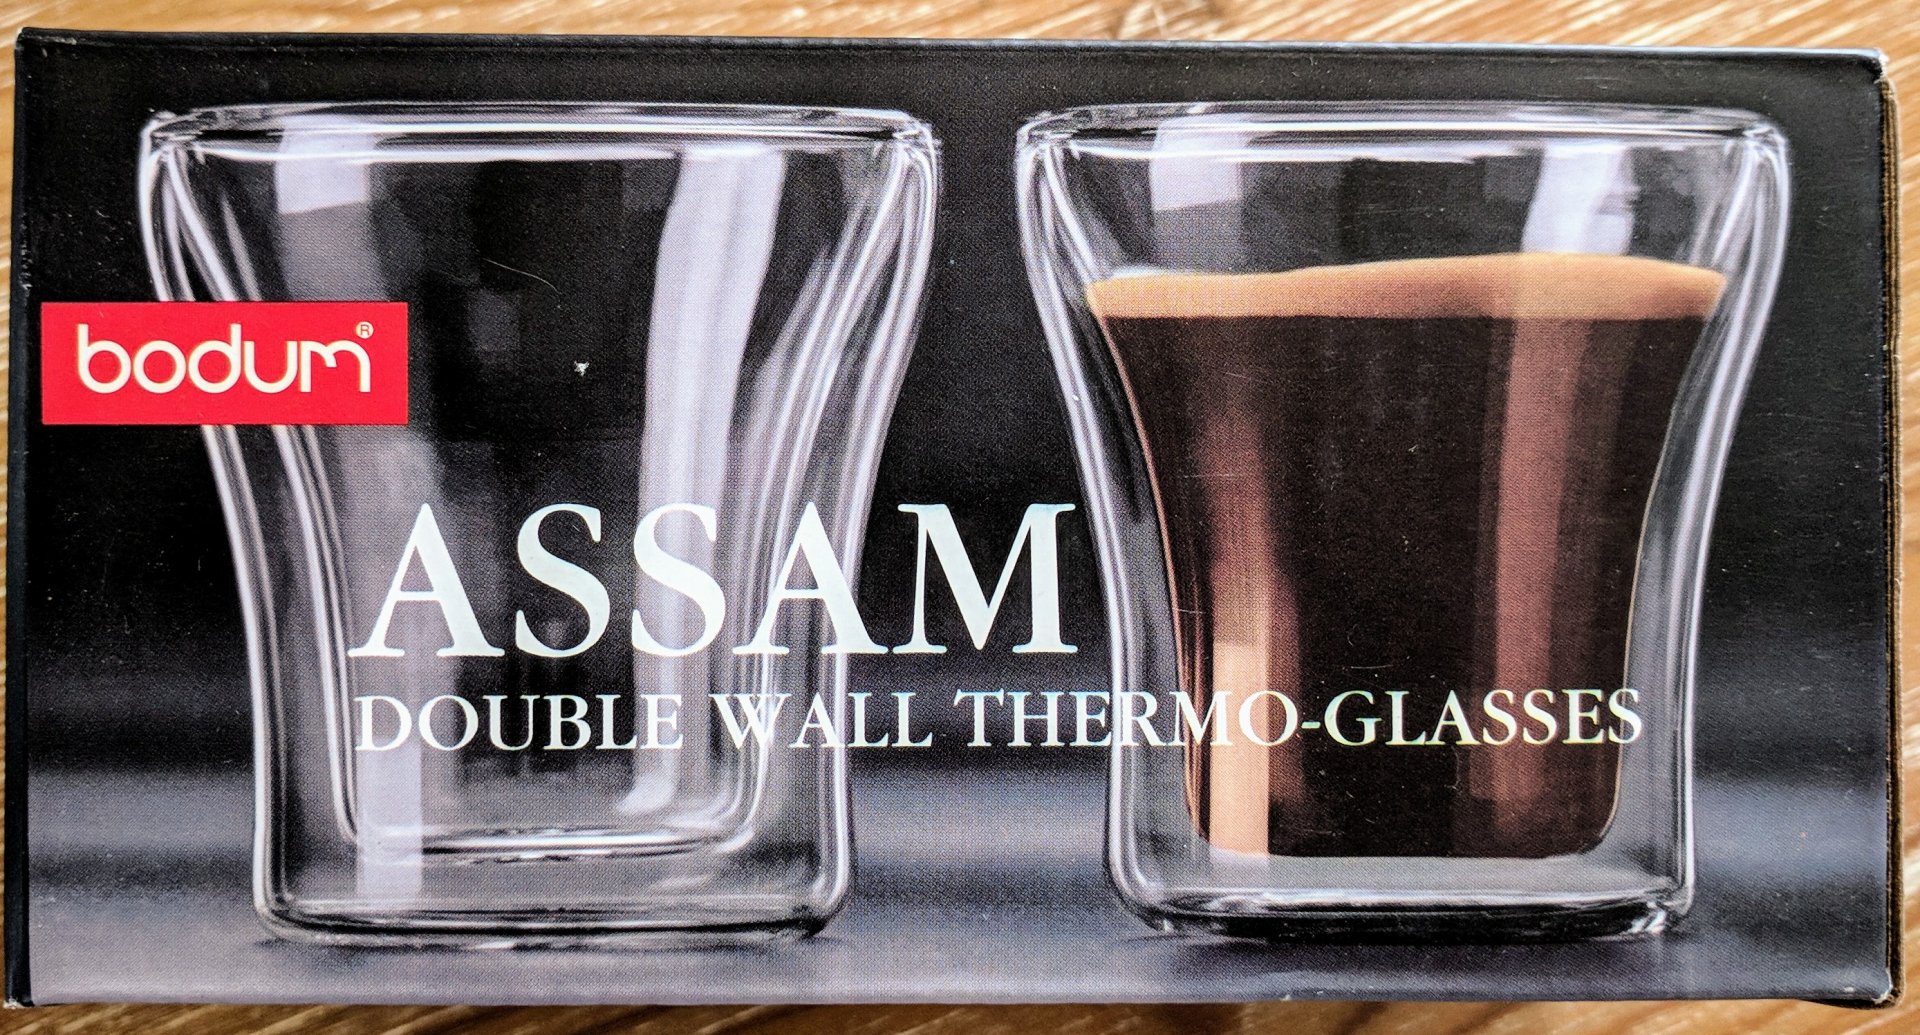 bodum®
ASSAM
DOUBLE WALL THERMO-GLASSES